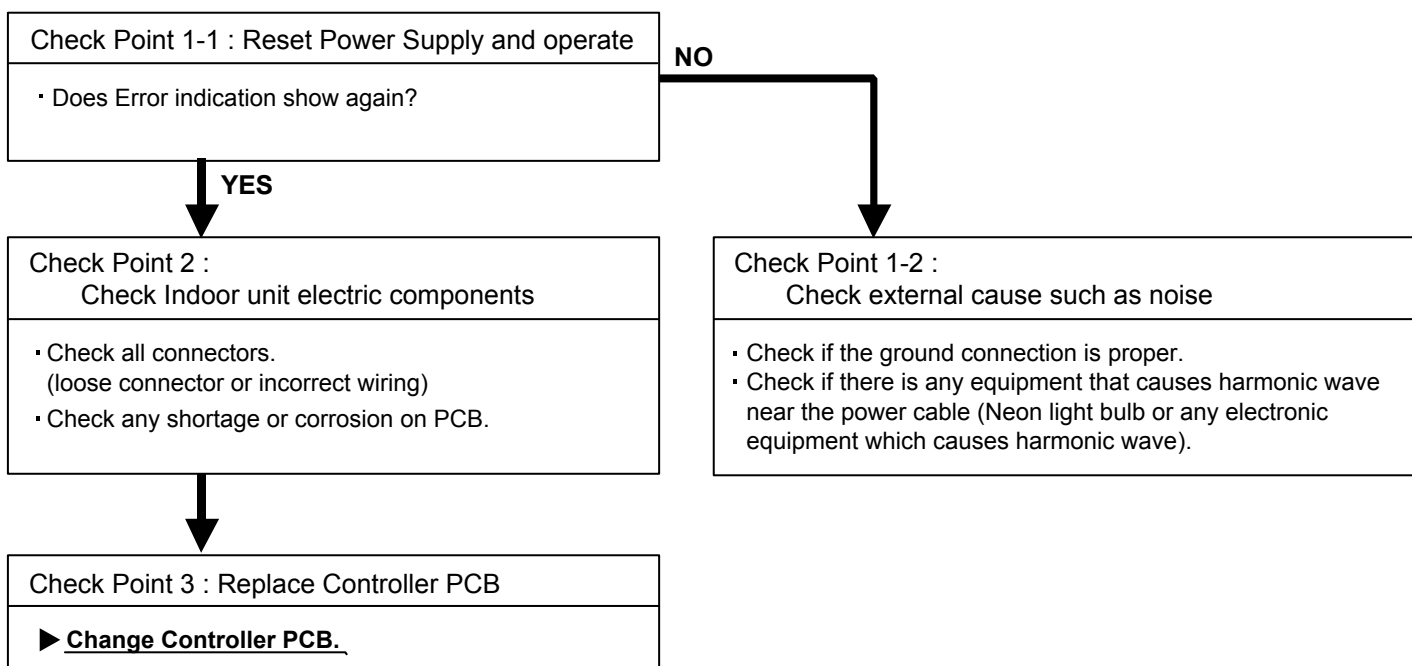 Check Point 1-1 : Reset Power Supply and operate
・Does Error indication show again?
NO
YES
Check Point 2 :
Check Indoor unit electric components
・Check all connectors.
(loose connector or incorrect wiring)
・Check any shortage or corrosion on PCB.
Check Point 1-2 :
Check external cause such as noise
・Check if the ground connection is proper.
・Check if there is any equipment that causes harmonic wave
near the power cable (Neon light bulb or any electronic
equipment which causes harmonic wave).
Check Point 3 : Replace Controller PCB
▶Change Controller PCB.